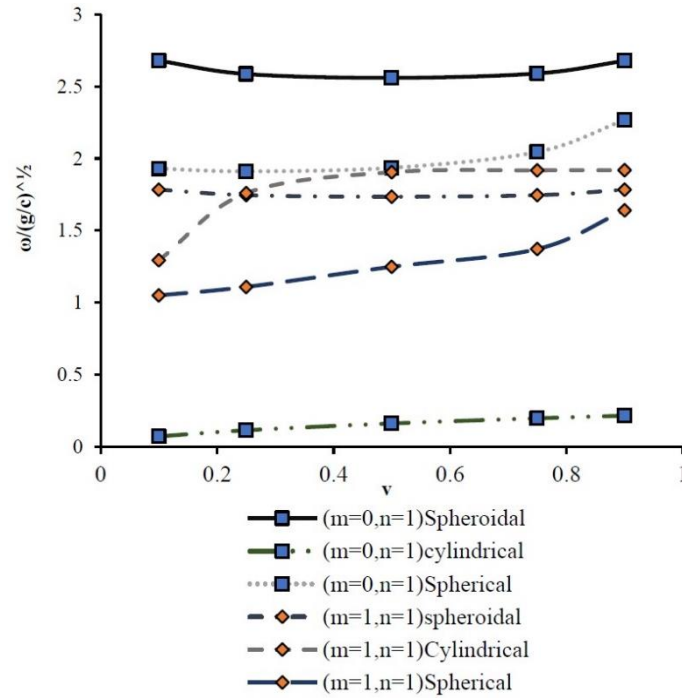 3
2.5
2
1.5
1
0.5
0
0 0.2 0.4 0.6 0.8 1
ω/(g/c)^½
v
(m=0,n=1)Spheroidal
(m=0,n=1)cylindrical
(m=0,n=1)Spherical
(m=1,n=1)spheroidal
(m=1,n=1)Cylindrical
(m=1,n=1)Spherical